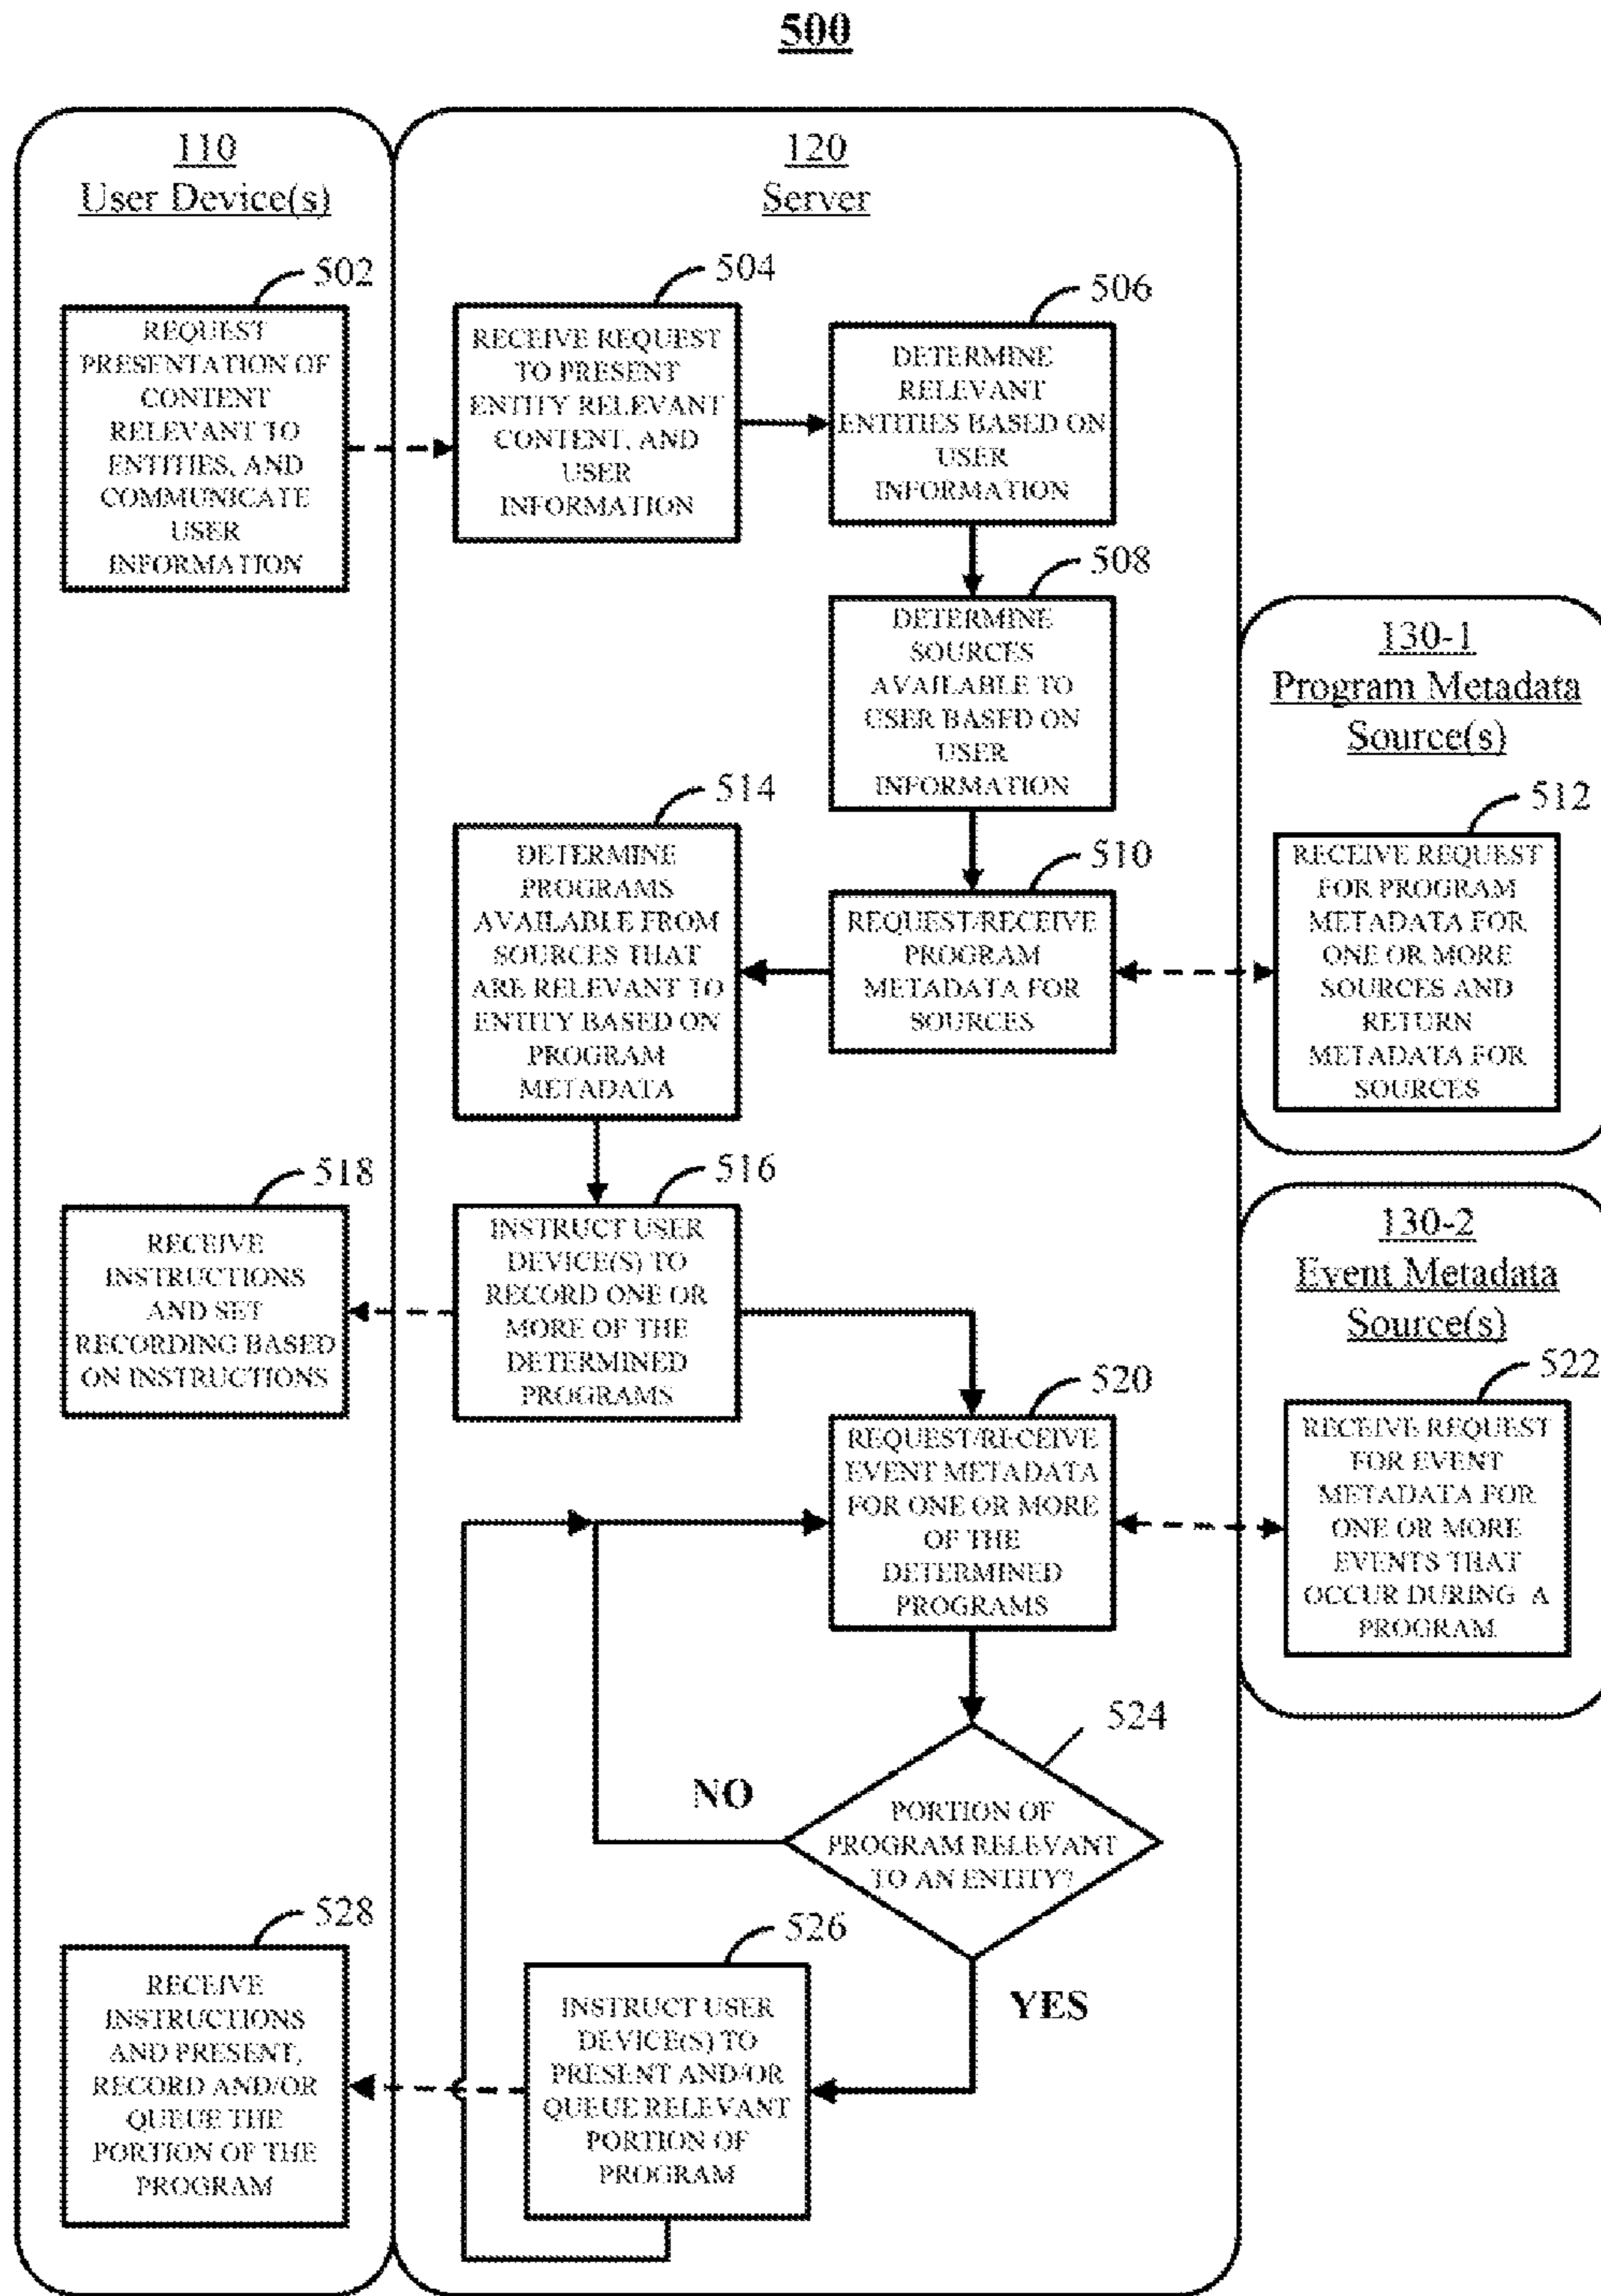 500
110
User Device(s)
120
Server
502
REQUEST
PRESENTATION OF
CONTENT
RELEVANT TO
ENTITIES, AND
COMMUNICATE
USER
INFORMATION
504
RECEIVE REQUEST
TO PRESENT
ENTITY RELEVANT
CONTENT, AND
USER
INFORMATION
506
DETERMINE
RELEVANT
ENTITIES BASED ON
USER
INFORMATION
508
DETERMINE
SOURCES
AVAILABLE TO
USER BASED ON
USER
INFORMATION
130-1
Program Metadata
Source(s)
510
REQUEST/RECEIVE
PROGRAM
METADATA FOR
SOURCES
512
RECEIVE REQUEST
FOR PROGRAM
METADATA FOR
ONE OR MORE
SOURCES AND
RETURN
METADATA FOR
SOURCES
514
DETERMINE
PROGRAMS
AVAILABLE FROM
SOURCES THAT
ARE RELEVANT TO
ENTITY BASED ON
PROGRAM
METADATA
516
INSTRUCT USER
DEVICE(S) TO
RECORD ONE OR
MORE OF THE
DETERMINED
PROGRAMS
518
RECEIVE
INSTRUCTIONS
AND SET
RECORDING BASED
ON INSTRUCTIONS
130-2
Event Metadata
Source(s)
520
REQUEST/RECEIVE
EVENT METADATA
FOR ONE OR MORE
OF THE
DETERMINED
PROGRAMS
522
RECEIVE REQUEST
FOR EVENT
METADATA FOR
ONE OR MORE
EVENTS THAT
OCCUR DURING A
PROGRAM
524
PORTION OF
PROGRAM RELEVANT
TO AN ENTITY?
NO
YES
526
INSTRUCT USER
DEVICE(S) TO
PRESENT AND/OR
QUEUE RELEVANT
PORTION OF
PROGRAM
528
RECEIVE
INSTRUCTIONS
AND PRESENT,
RECORD AND/OR
QUEUE THE
PORTION OF THE
PROGRAM